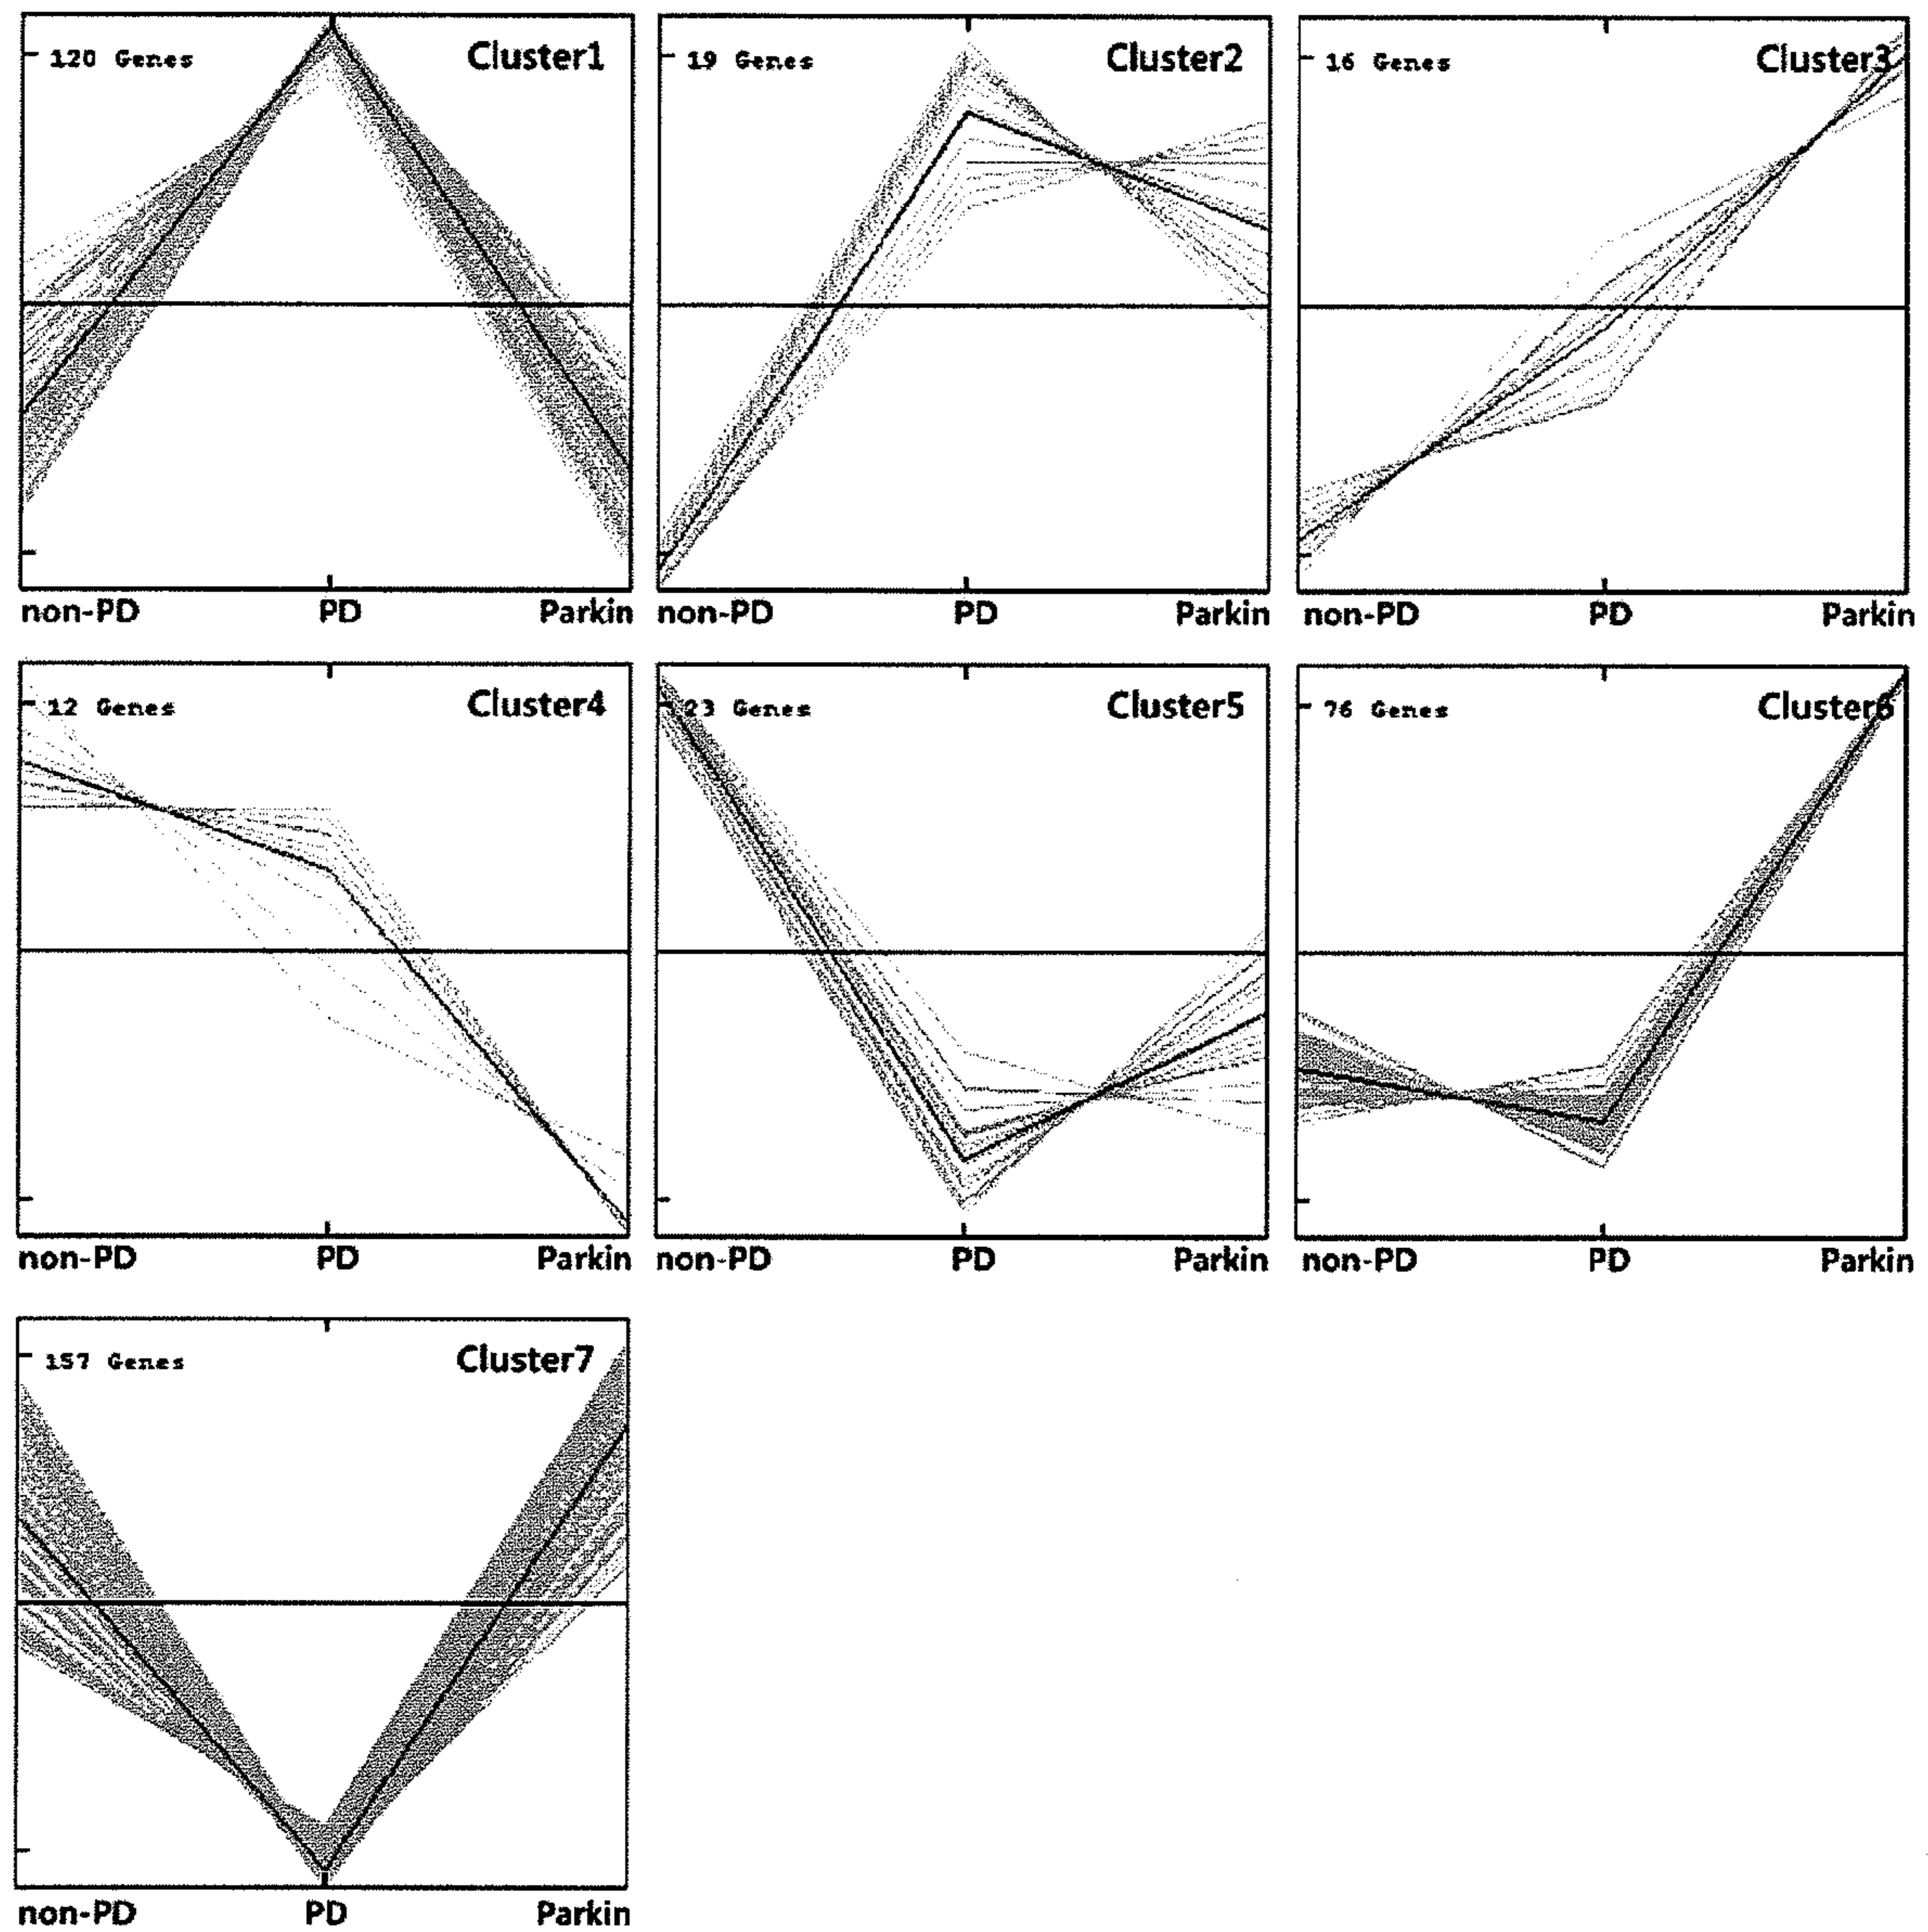 120 Genes Cluster1
19 Genes Cluster2
16 Genes Cluster3
non-PD PD Parkin
non-PD PD Parkin
non-PD PD Parkin
12 Genes Cluster4
23 Genes Cluster5
76 Genes Cluster6
non-PD PD Parkin
non-PD PD Parkin
non-PD PD Parkin
157 Genes Cluster7
non-PD PD Parkin